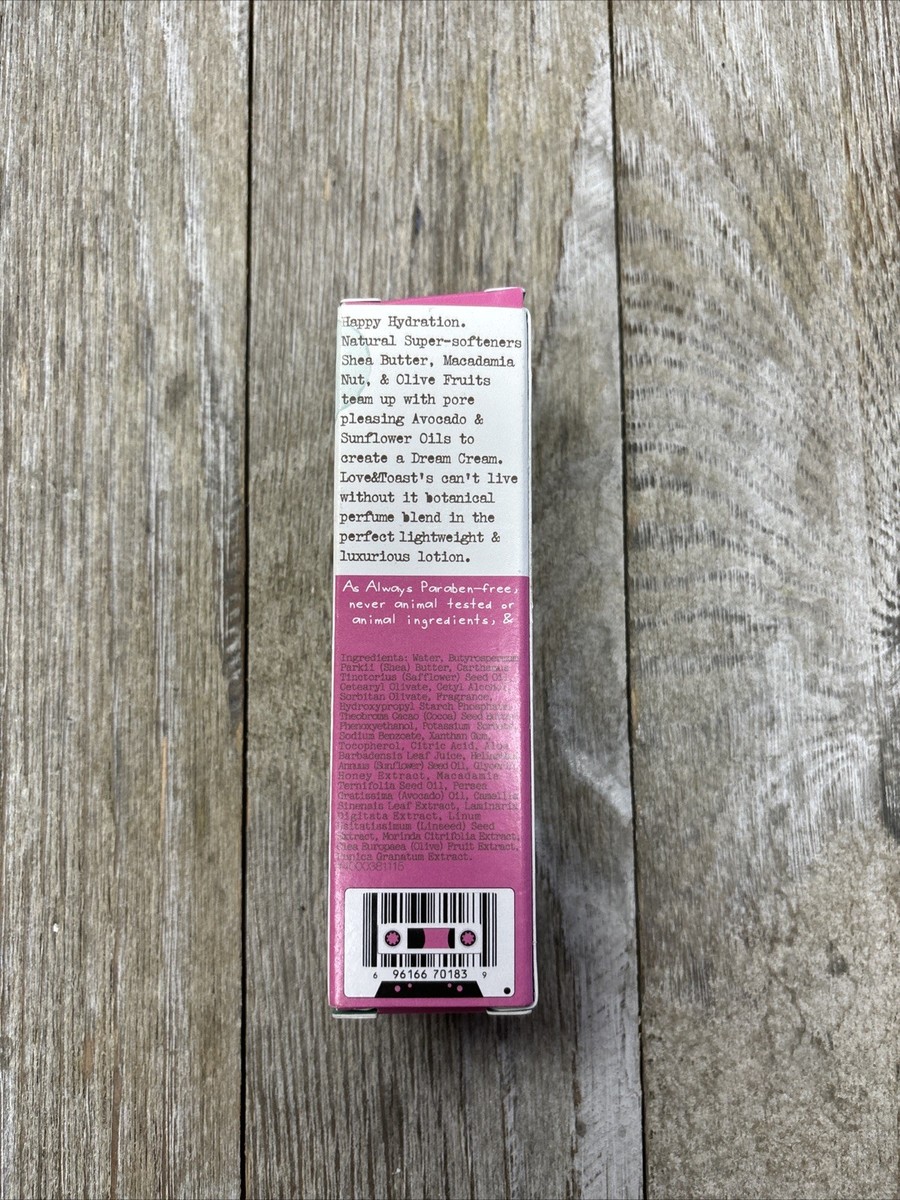 Happy Hydration.
Natural Super-softeners
Shea Butter, Macadamia
Nut, & Olive Fruits
team up with pore
pleasing Avocado &
Sunflower Oils to
create a Dream Cream.
Love&Toast's can't live
without it botanical
perfume blend in the
perfect lightweight &
luxurious lotion.
As Always Paraben-free,
never animal tested or
animal ingredients, &
Ingredients: Water, Butyrospermum
Parkii (Shea) Butter, Carthamus
Tinctorius (Safflower) Seed Oil,
Cetearyl Olivate, Cetyl Alcohol,
Sorbitan Olivate, Fragrance,
Hydroxypropyl Starch Phosphate,
Theobroma Cacao (Cocoa) Seed Butter,
Phenoxyethanol, Potassium Sorbate,
Sodium Benzoate, Xanthan Gum,
Tocopherol, Citric Acid, Aloe
Barbadensis Leaf Juice, Helianthus
Annuus (Sunflower) Seed Oil, Glycerin,
Honey Extract, Macadamia
Ternifolia Seed Oil, Persea
Gratissima (Avocado) Oil, Camellia
Sinensis Leaf Extract, Laminaria
Digitata Extract, Linum
Usitatissimum (Linseed) Seed
Extract, Morinda Citrifolia Extract,
Olea Europaea (Olive) Fruit Extract,
Punica Granatum Extract.
6 96166 70183 9